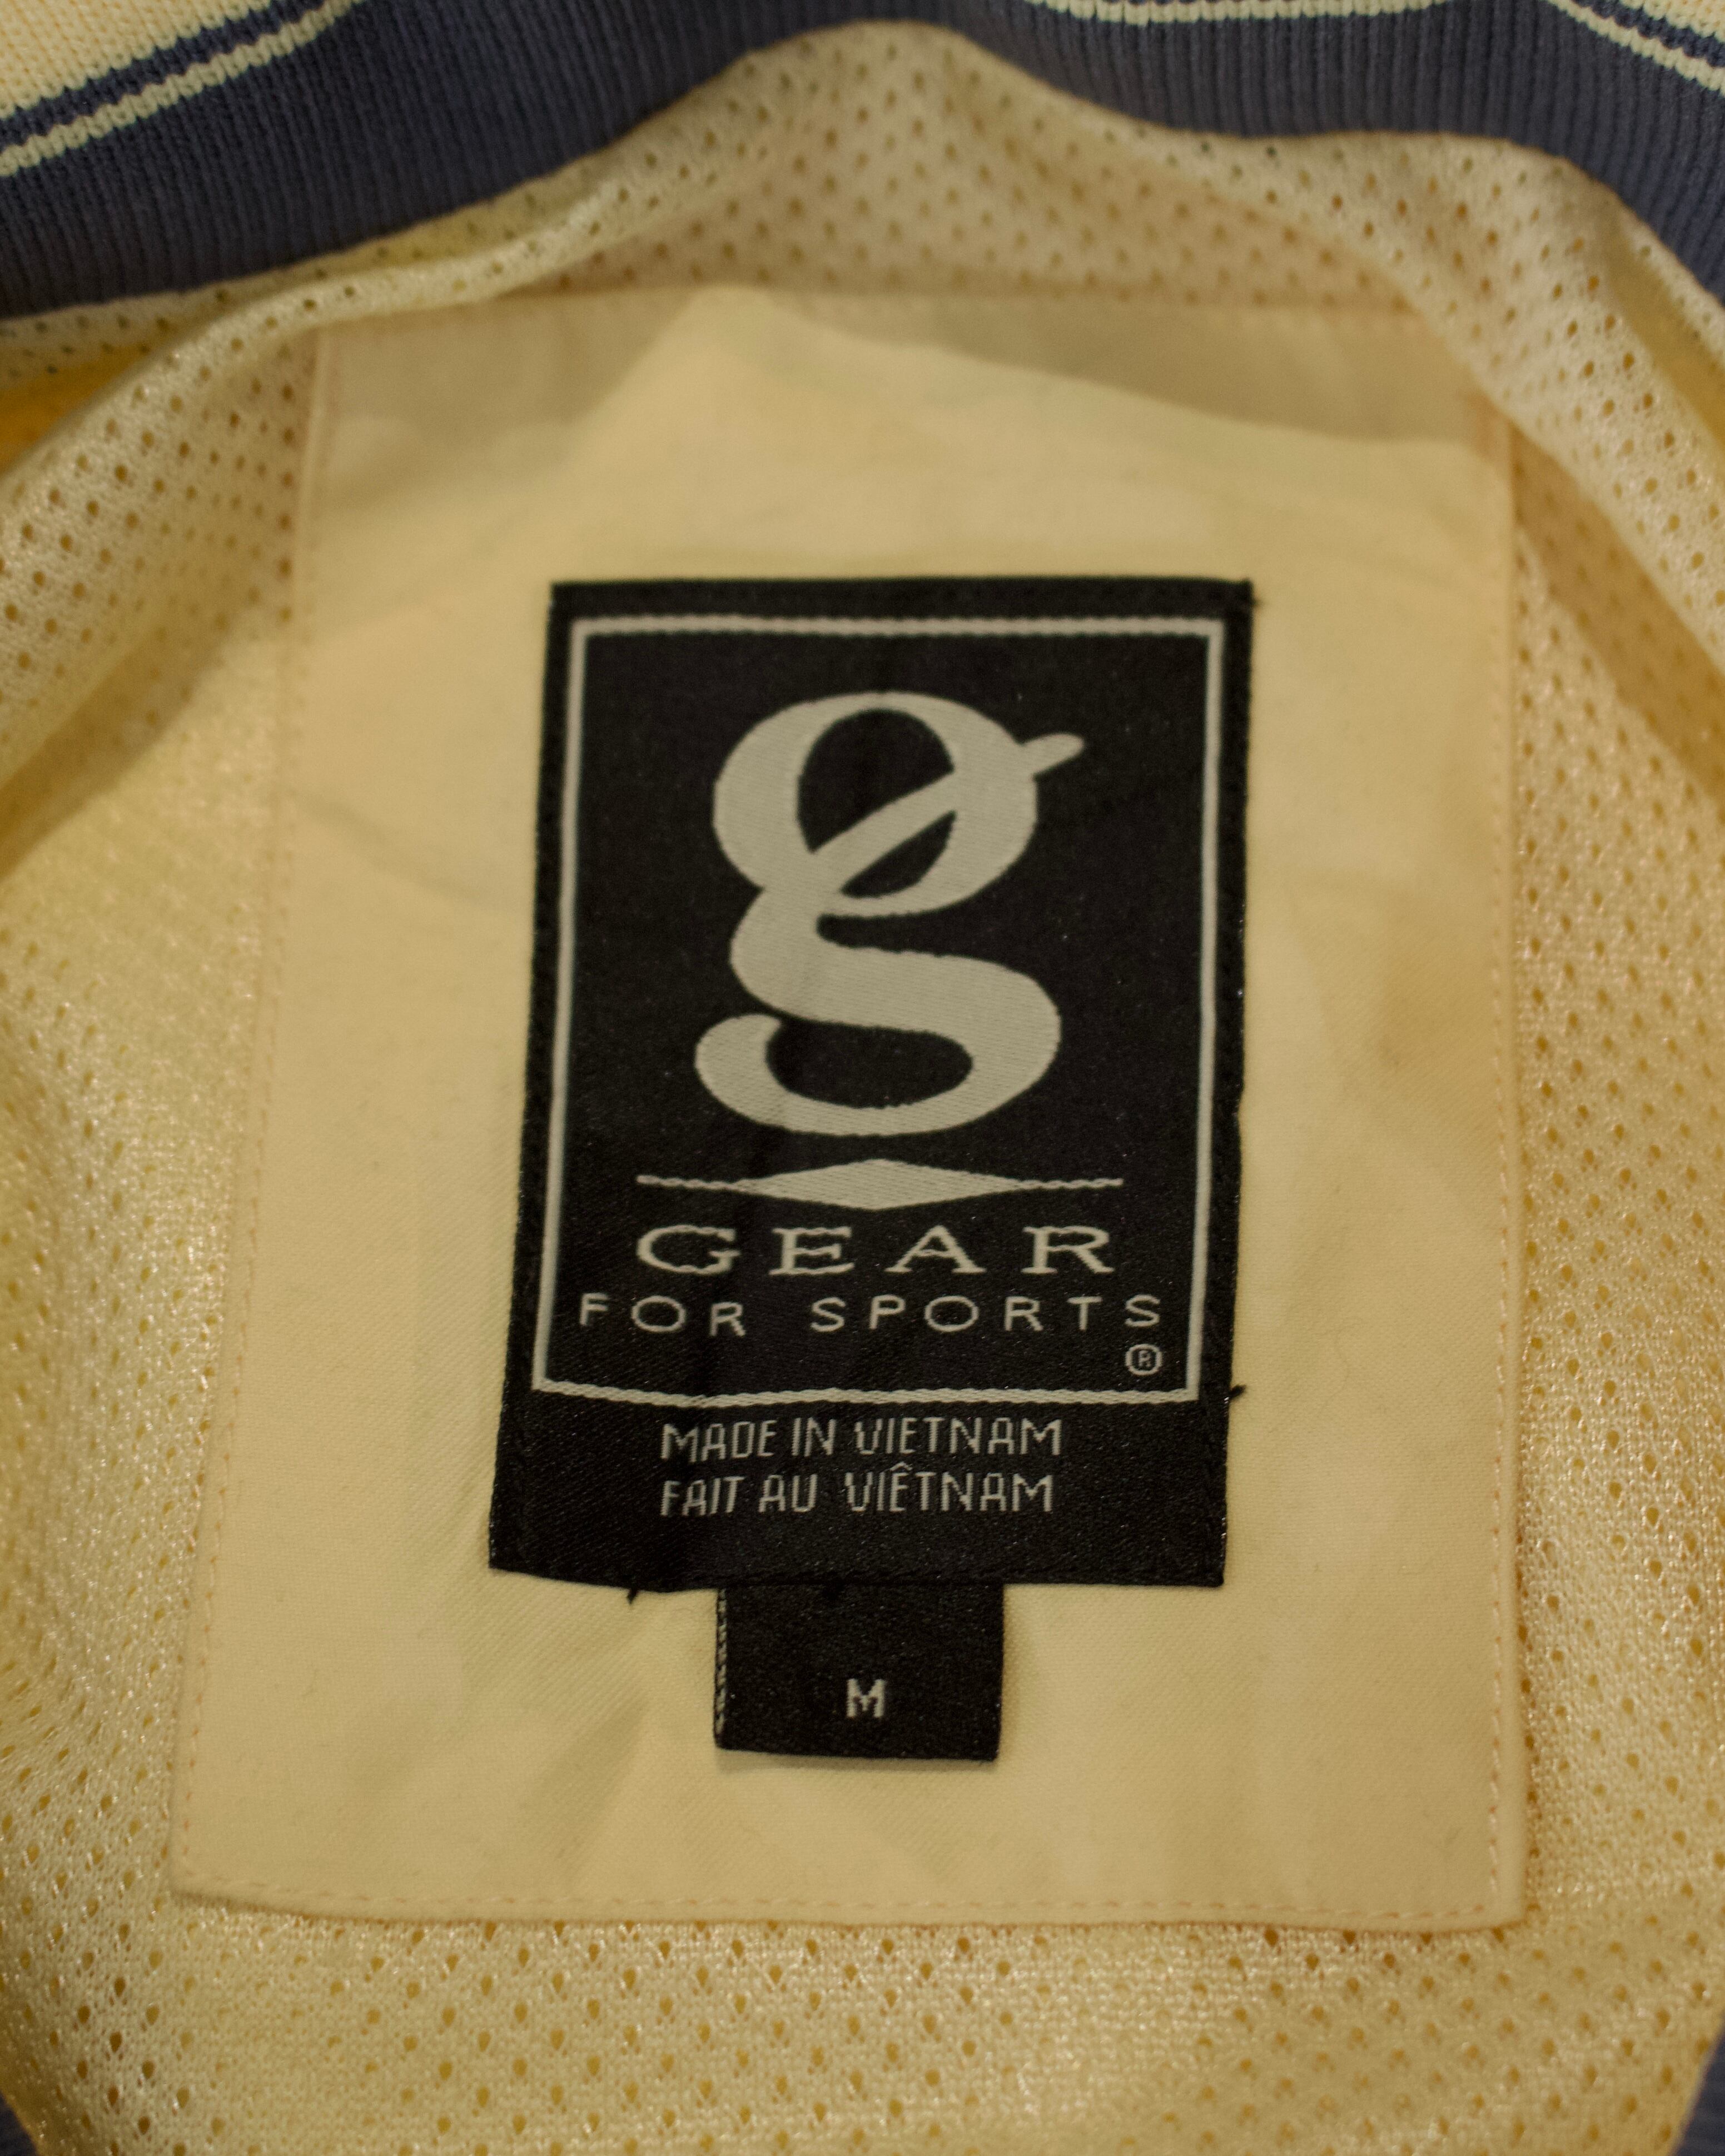 g
GEAR
FOR SPORTS
®
MADE IN VIETNAM
FAIT AU VIÊTNAM
M